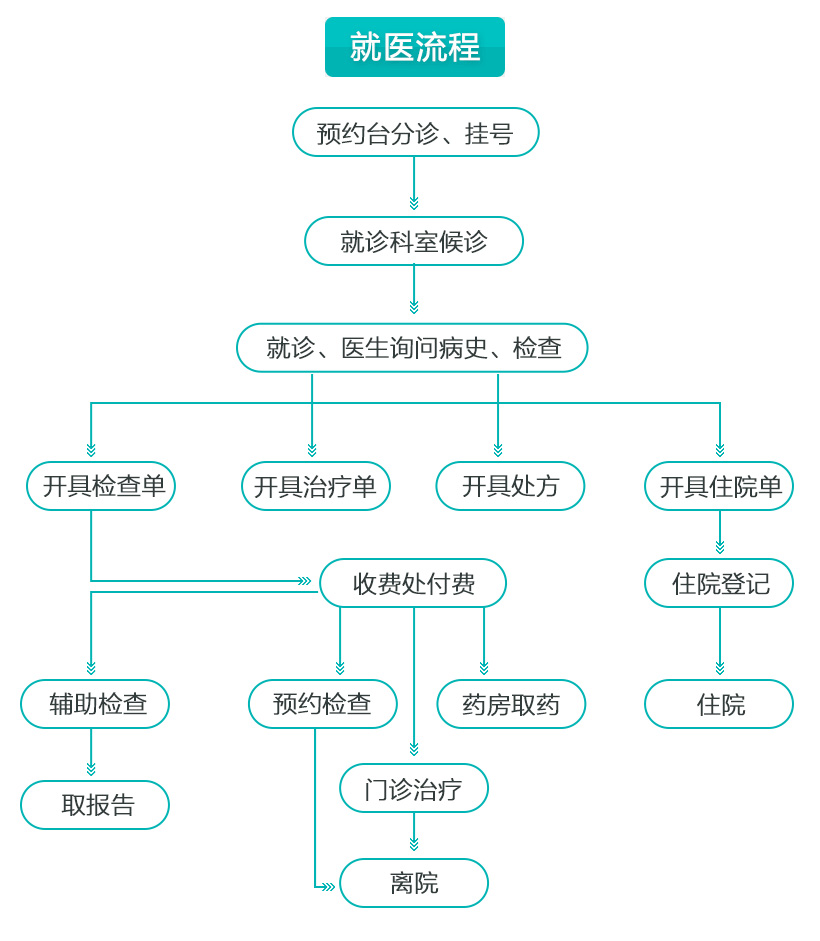 就医流程
预约台分诊、挂号
就诊科室候诊
就诊、医生询问病史、检查
开具检查单
开具治疗单
开具处方
开具住院单
收费处付费
住院登记
辅助检查
预约检查
药房取药
住院
门诊治疗
取报告
离院